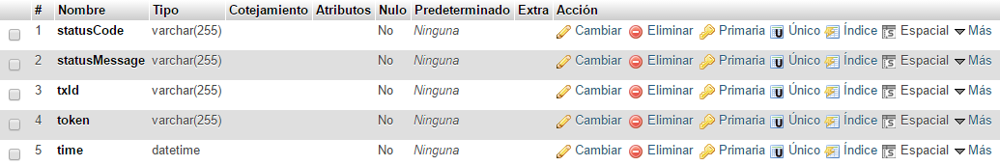 # Nombre Tipo Cotejamiento Atributos Nulo Predeterminado Extra Acción
1 statusCode varchar(255) No Ninguna Cambiar Eliminar Primaria Único Índice Espacial Más
2 statusMessage varchar(255) No Ninguna Cambiar Eliminar Primaria Único Índice Espacial Más
3 txId varchar(255) No Ninguna Cambiar Eliminar Primaria Único Índice Espacial Más
4 token varchar(255) No Ninguna Cambiar Eliminar Primaria Único Índice Espacial Más
5 time datetime No Ninguna Cambiar Eliminar Primaria Único Índice Espacial Más